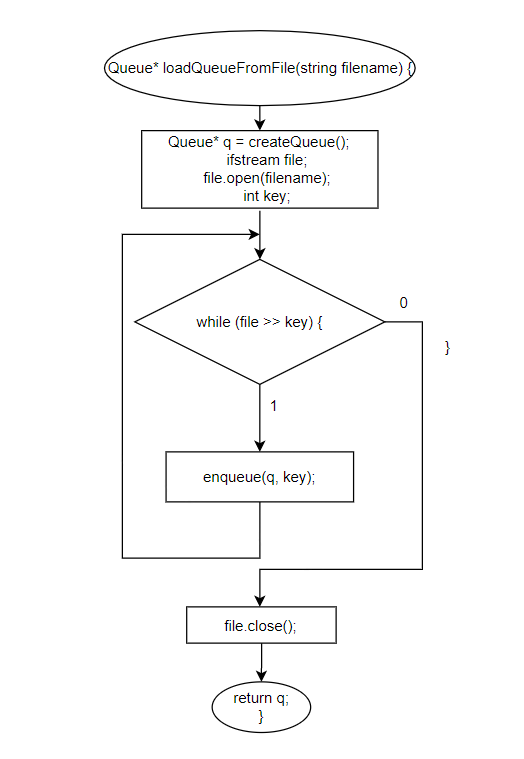 Queue* loadQueueFromFile(string filename) {
Queue* q = createQueue();
ifstream file;
file.open(filename);
int key;
while (file >> key) {
0
}
1
enqueue(q, key);
file.close();
return q;
}